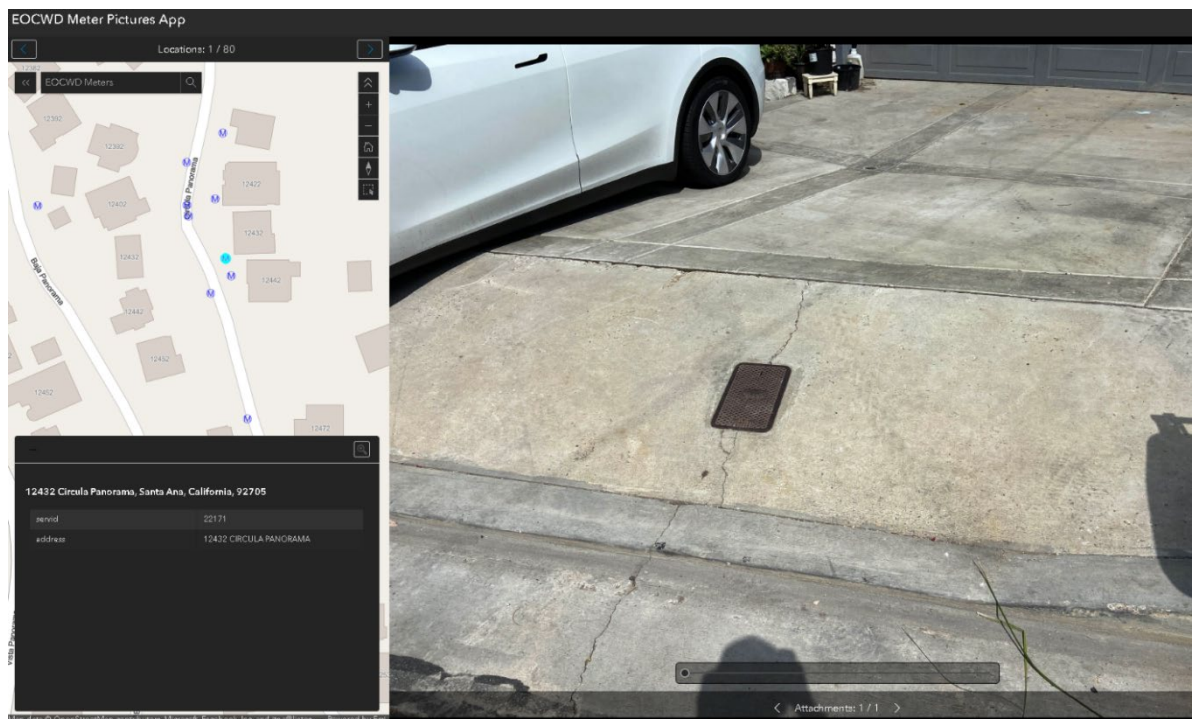 EOCWD Meter Pictures App
Locations: 1 / 80
EOCWD Meters
12392
12382
12402
12422
12432
12432
12442
12442
12452
12452
12472
Circula Panorama
Baja Panorama
12432 Circula Panorama, Santa Ana, California, 92705
servid 22171
address 12432 CIRCULA PANORAMA
Attachments: 1 / 1